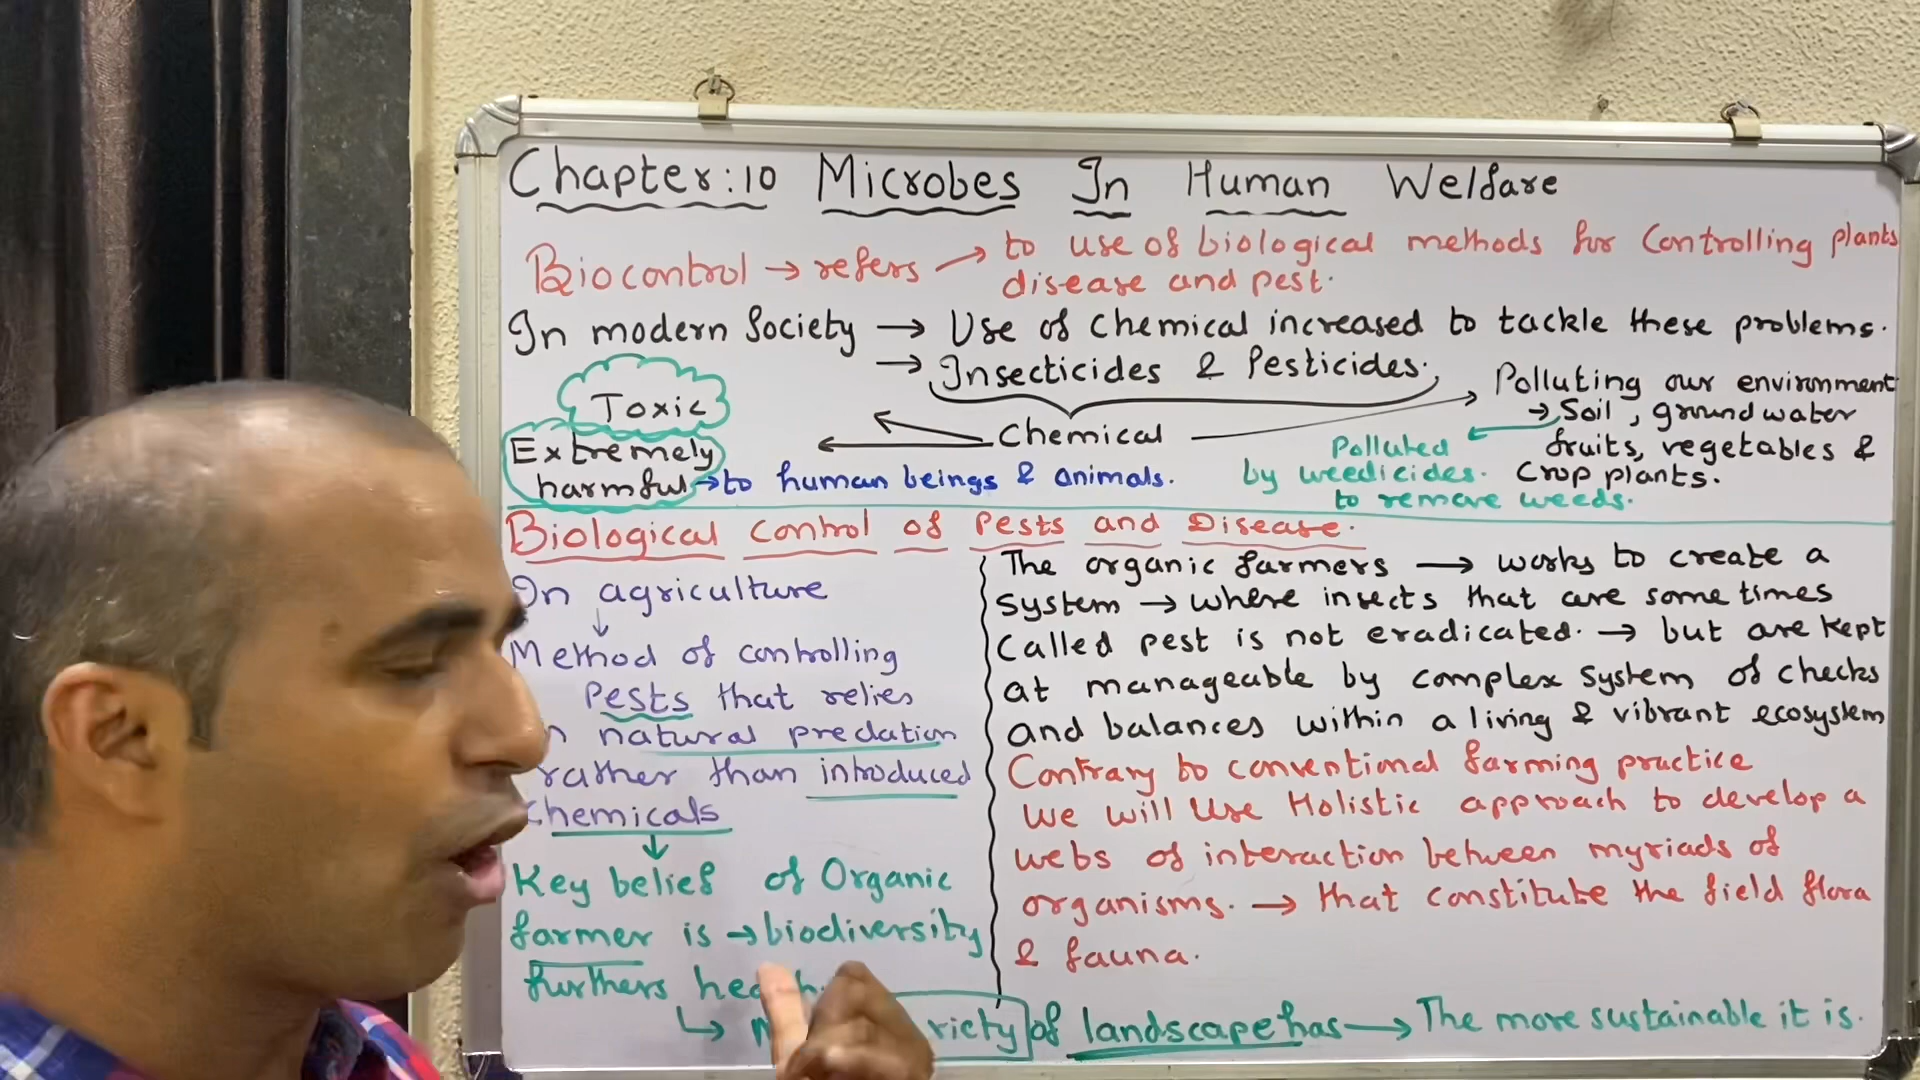 Chapter:10 Microbes In Human Welfare
Biocontrol → refers → to use of biological methods for Controlling plants
disease and pest.
In modern Society → Use of Chemical increased to tackle these problems.
→ Insecticides & Pesticides.
Toxic
Extremely
harmful → to human beings & animals.
Chemical
Polluting our environment
→ Soil, ground water
fruits, vegetables &
Crop plants.
Polluted
by weedicides.
to remove weeds.
Biological control of Pests and Disease.
In agriculture
↓
Method of controlling
Pests that relies
natural predation
rather than introduced
Chemicals
↓
Key belief of Organic
farmer is → biodiversity
furthers
of landscape has → The more sustainable it is.
The organic farmers → works to create a
System → where insects that are some times
Called pest is not eradicated. → but are kept
at manageable by complex System of checks
and balances within a living & vibrant ecosystem
Contrary to conventional farming practice
we will use Holistic approach to develop a
webs of interaction between myriads of
organisms. → that constitute the field flora
& fauna.